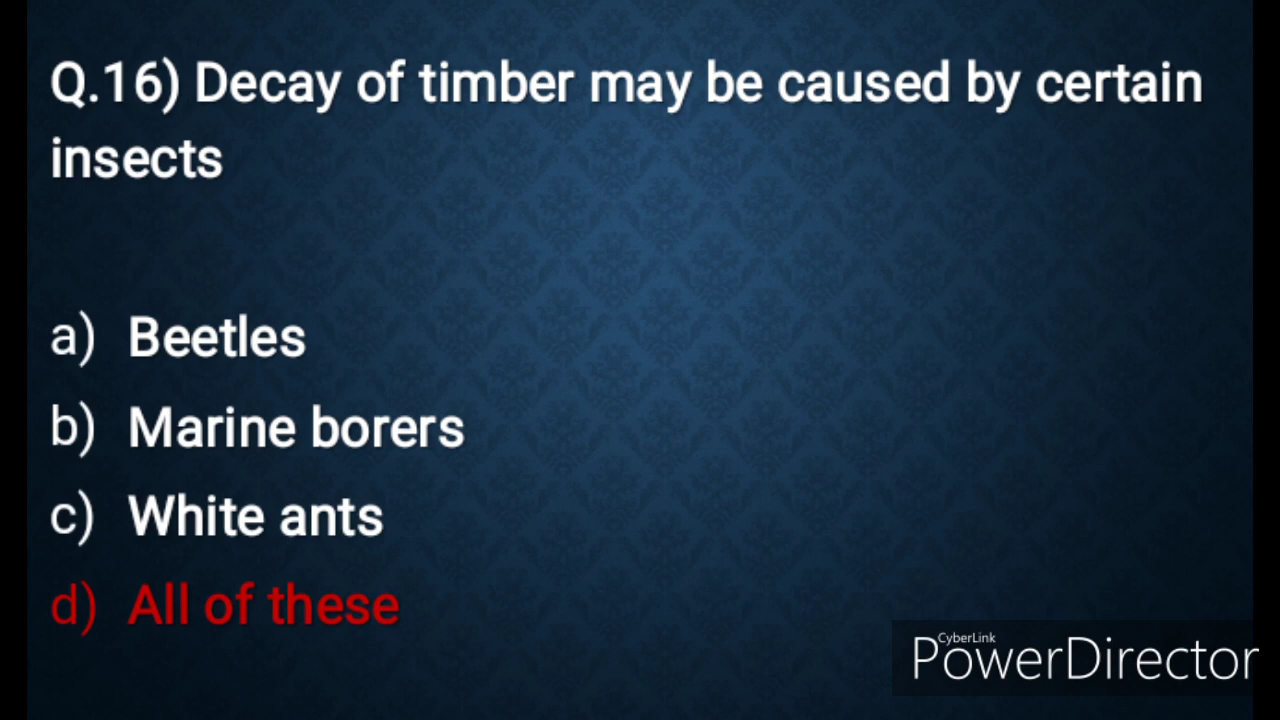 Q.16) Decay of timber may be caused by certain
insects
a) Beetles
b) Marine borers
c) White ants
d) All of these
CyberLink
PowerDirector